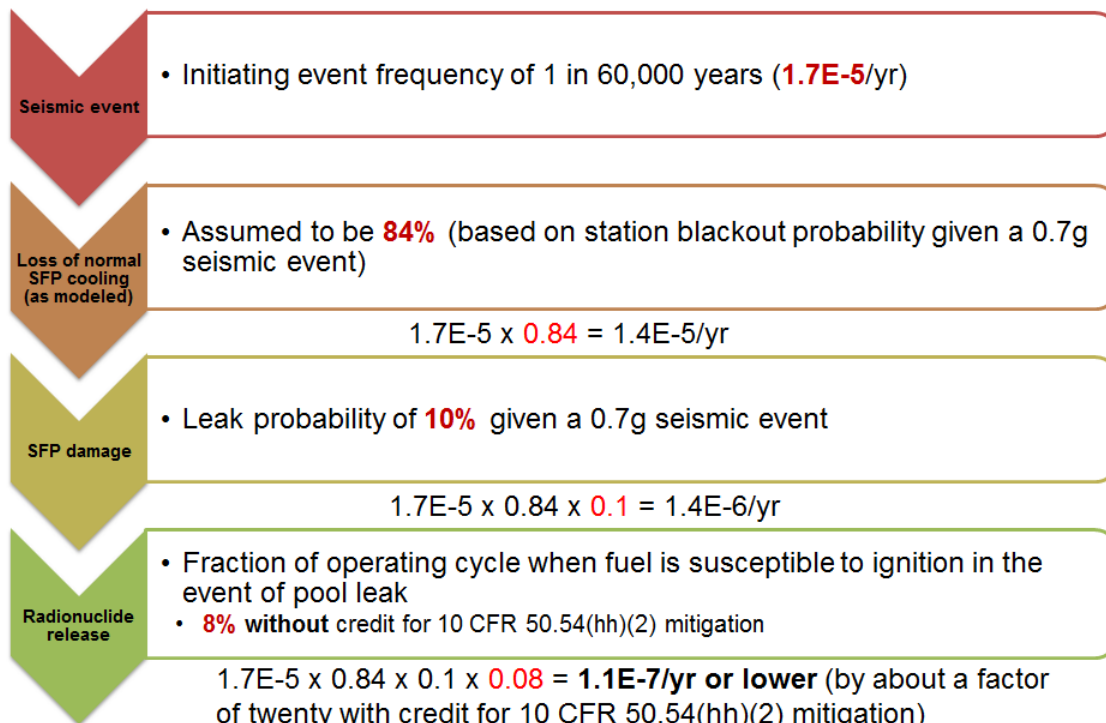 Seismic event
• Initiating event frequency of 1 in 60,000 years (1.7E-5/yr)
Loss of normal
SFP cooling
(as modeled)
• Assumed to be 84% (based on station blackout probability given a 0.7g
seismic event)
1.7E-5 x 0.84 = 1.4E-5/yr
SFP damage
• Leak probability of 10% given a 0.7g seismic event
1.7E-5 x 0.84 x 0.1 = 1.4E-6/yr
Radionuclide
release
• Fraction of operating cycle when fuel is susceptible to ignition in the
event of pool leak
• 8% without credit for 10 CFR 50.54(hh)(2) mitigation
1.7E-5 x 0.84 x 0.1 x 0.08 = 1.1E-7/yr or lower (by about a factor
of twenty with credit for 10 CFR 50.54(hh)(2) mitigation)